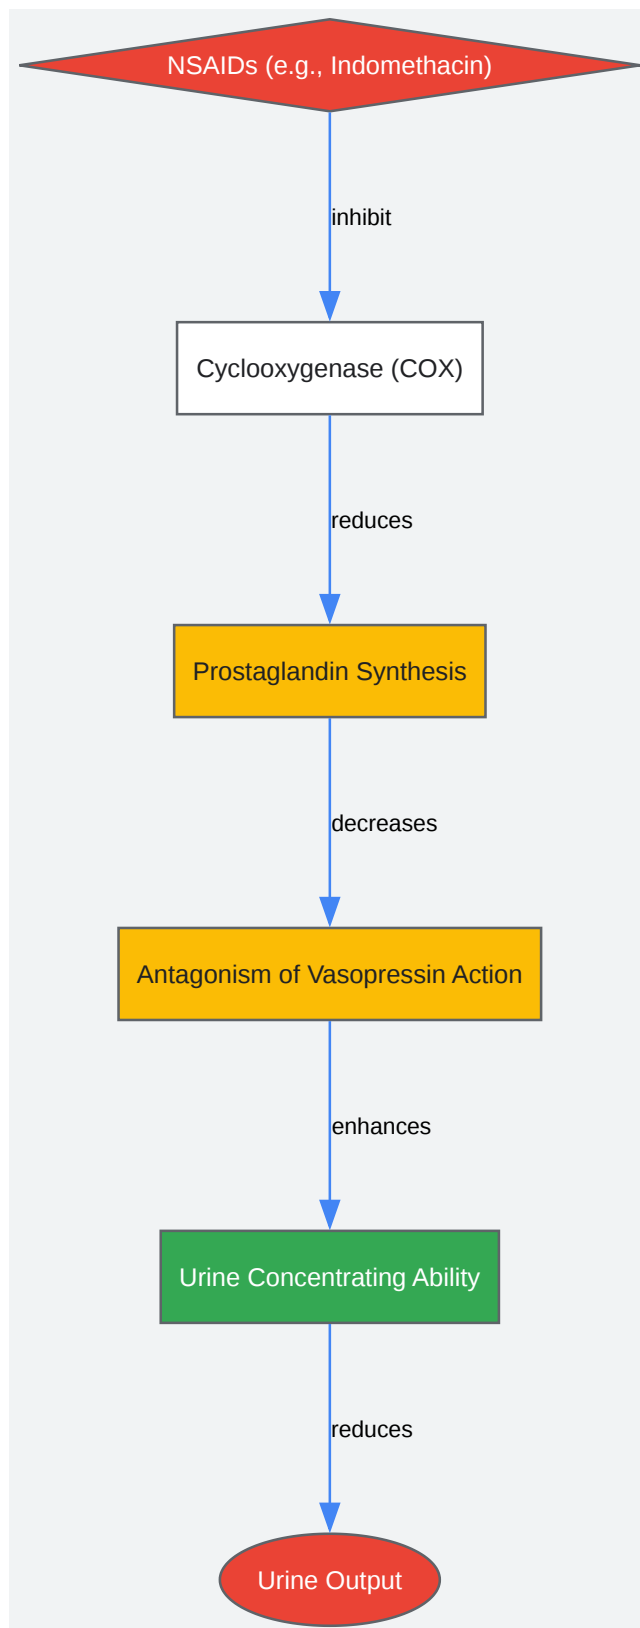 NSAIDs (e.g., Indomethacin)
inhibit
Cyclooxygenase (COX)
reduces
Prostaglandin Synthesis
decreases
Antagonism of Vasopressin Action
enhances
Urine Concentrating Ability
reduces
Urine Output